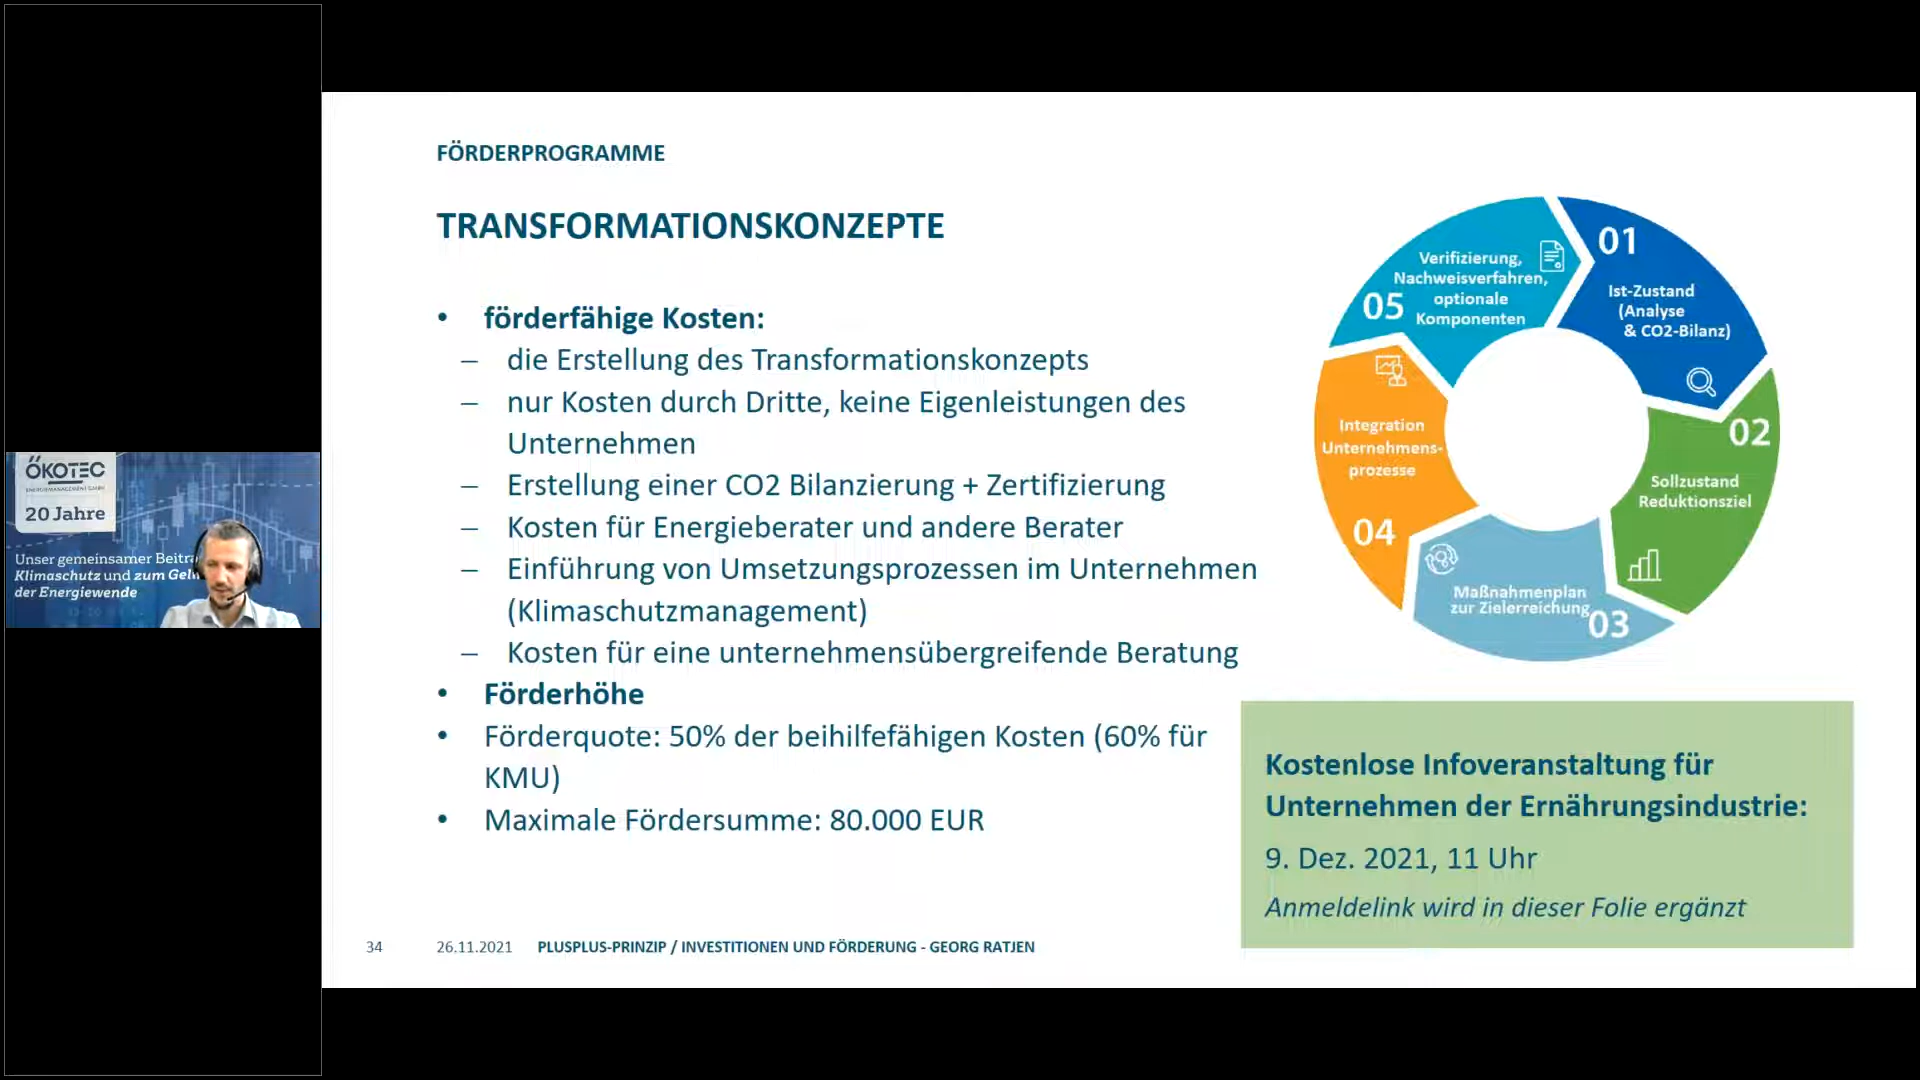 ÖKOTEC
20 Jahre
Unser gemeinsamer Beitra
Klimaschutz und zum Geli
der Energiewende
FÖRDERPROGRAMME
TRANSFORMATIONSKONZEPTE
• förderfähige Kosten:
– die Erstellung des Transformationskonzepts
– nur Kosten durch Dritte, keine Eigenleistungen des
Unternehmen
– Erstellung einer CO2 Bilanzierung + Zertifizierung
– Kosten für Energieberater und andere Berater
– Einführung von Umsetzungsprozessen im Unternehmen
(Klimaschutzmanagement)
– Kosten für eine unternehmensübergreifende Beratung
• Förderhöhe
• Förderquote: 50% der beihilfefähigen Kosten (60% für
KMU)
• Maximale Fördersumme: 80.000 EUR
01
Ist-Zustand
(Analyse
& CO2-Bilanz)
02
Sollzustand
Reduktionsziel
Maßnahmenplan
zur Zielerreichung
03
Integration
Unternehmens-
prozesse
04
Verifizierung,
Nachweisverfahren,
optionale
Komponenten
05
Kostenlose Infoveranstaltung für
Unternehmen der Ernährungsindustrie:
9. Dez. 2021, 11 Uhr
Anmeldelink wird in dieser Folie ergänzt
34 26.11.2021 PLUSPLUS-PRINZIP / INVESTITIONEN UND FÖRDERUNG - GEORG RATJEN